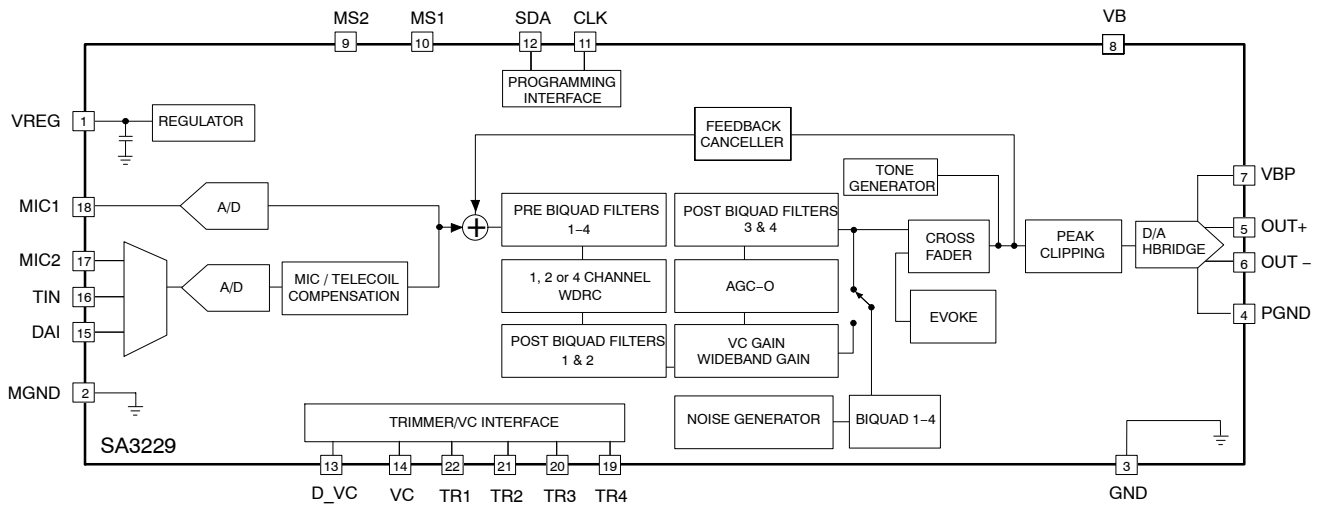 MS2 MS1 SDA CLK VB
9 10 12 11 8
PROGRAMMING
INTERFACE
VREG 1 REGULATOR
FEEDBACK
CANCELLER
TONE
GENERATOR
7 VBP
MIC1 18 A/D
PRE BIQUAD FILTERS
1–4
POST BIQUAD FILTERS
3 & 4
CROSS
FADER
PEAK
CLIPPING
D/A
HBRIDGE
5 OUT+
6 OUT –
MIC2 17
TIN 16
DAI 15
A/D
MIC / TELECOIL
COMPENSATION
+
1, 2 or 4 CHANNEL
WDRC
AGC–O
EVOKE
4 PGND
POST BIQUAD FILTERS
1 & 2
VC GAIN
WIDEBAND GAIN
MGND 2
NOISE GENERATOR
BIQUAD 1–4
TRIMMER/VC INTERFACE
SA3229
13 14 22 21 20 19 3
D_VC VC TR1 TR2 TR3 TR4 GND